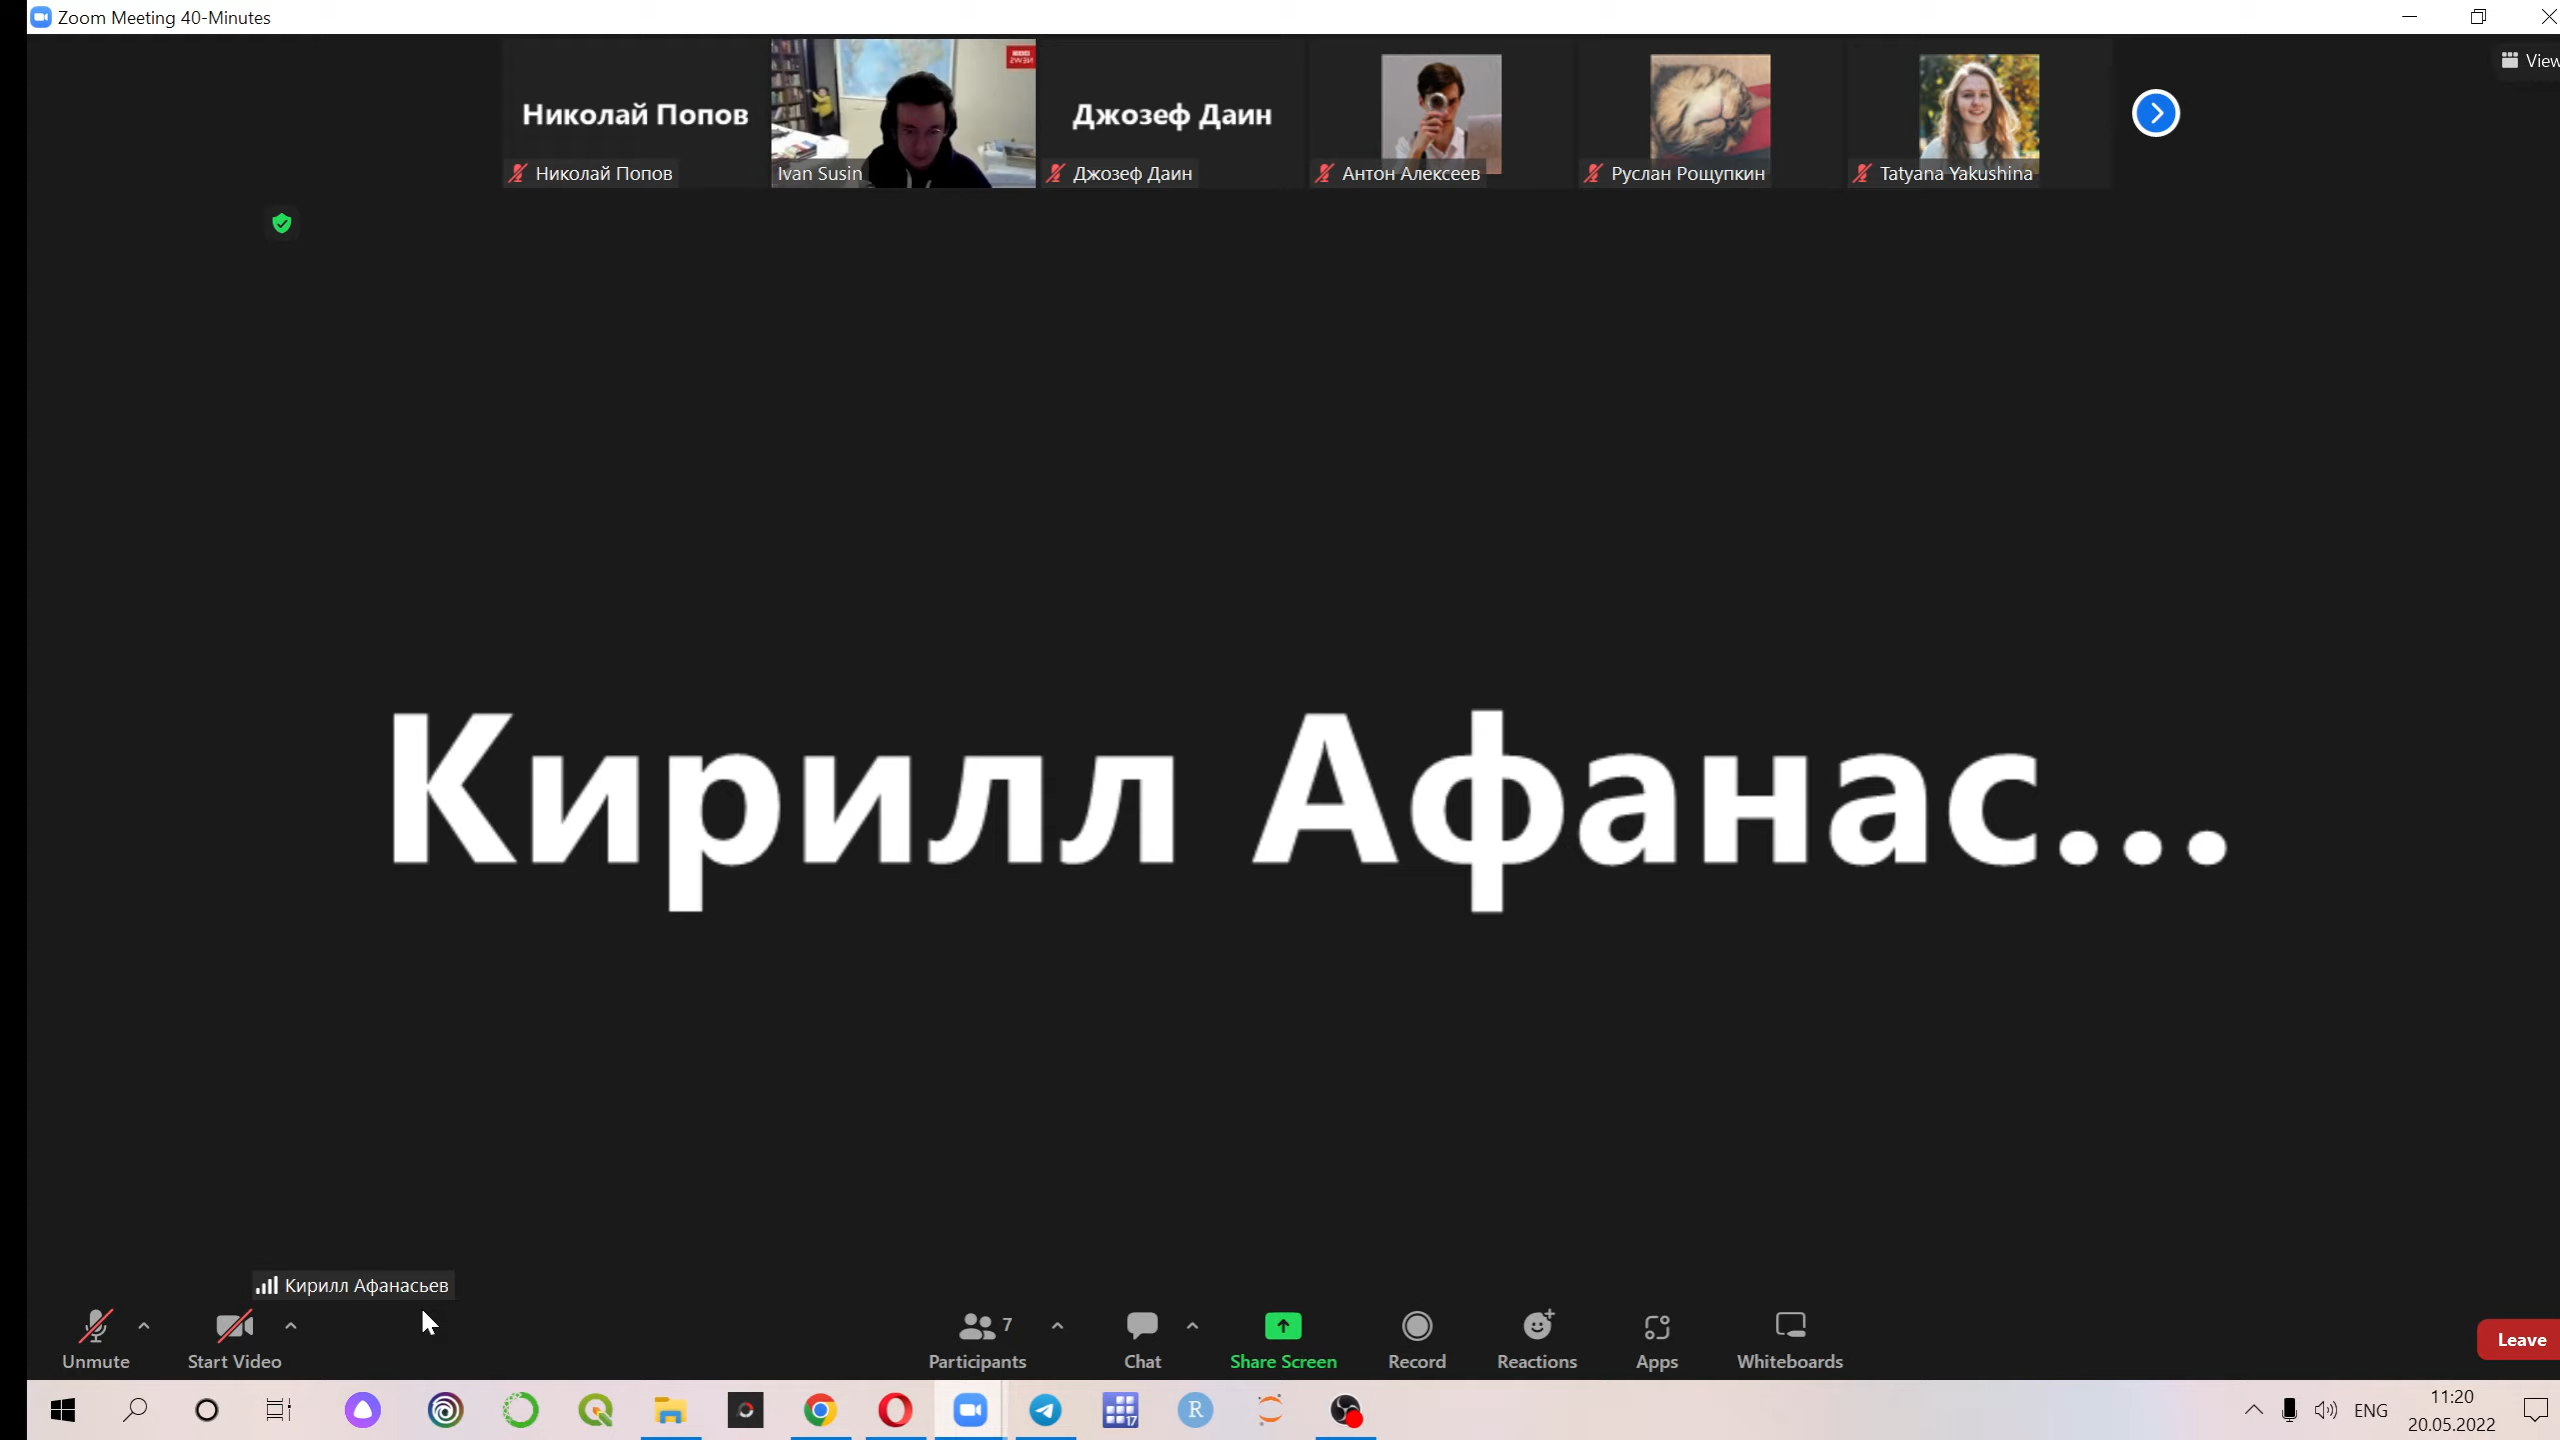 Zoom Meeting 40-Minutes
View
Николай Попов
Николай Попов
Ivan Susin
Джозеф Даин
Джозеф Даин
Антон Алексеев
Руслан Рощупкин
Tatyana Yakushina
Кирилл Афанас...
Кирилл Афанасьев
Unmute
Start Video
7
Participants
Chat
Share Screen
Record
Reactions
Apps
Whiteboards
Leave
17
R
ENG
11:20
20.05.2022